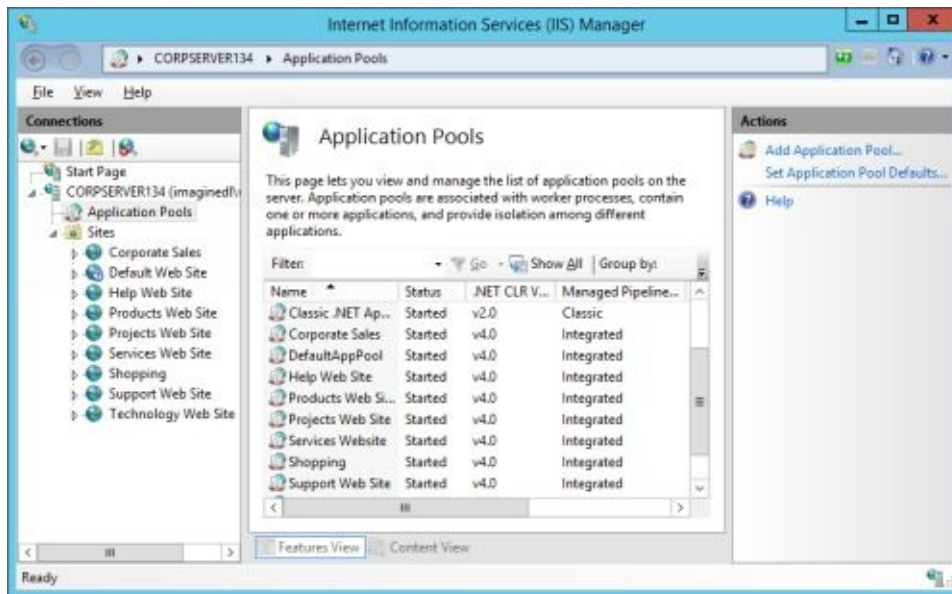 Internet Information Services (IIS) Manager
CORPSERVER134 Application Pools
File View Help
Connections
Start Page
CORPSERVER134
Application Pools
Sites
Corporate Sales
Default Web Site
Help Web Site
Products Web Site
Projects Web Site
Services Web Site
Shopping
Support Web Site
Technology Web Site
Application Pools
This page lets you view and manage the list of application pools on the
server. Application pools are associated with worker processes, contain
one or more applications, and provide isolation among different
applications.
Filter: Go Show All Group by:
Name Status .NET CLR V... Managed Pipeline...
Classic .NET Ap... Started v2.0 Classic
Corporate Sales Started v4.0 Integrated
DefaultAppPool Started v4.0 Integrated
Help Web Site Started v4.0 Integrated
Products Web Si... Started v4.0 Integrated
Projects Web Site Started v4.0 Integrated
Services Website Started v4.0 Integrated
Shopping Started v4.0 Integrated
Support Web Site Started v4.0 Integrated
Features View Content View
Actions
Add Application Pool...
Set Application Pool Defaults...
Help
Ready